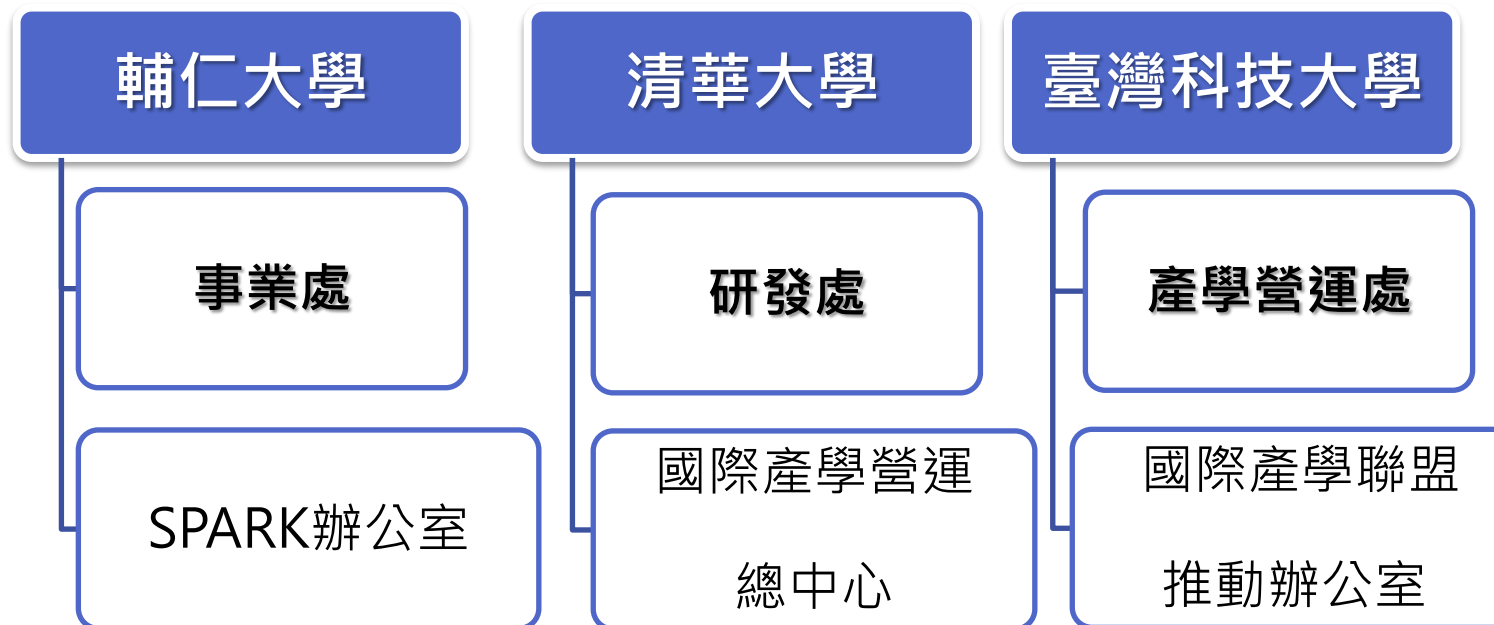 輔仁大學
事業處
SPARK辦公室
清華大學
研發處
國際產學營運
總中心
臺灣科技大學
產學營運處
國際產學聯盟
推動辦公室